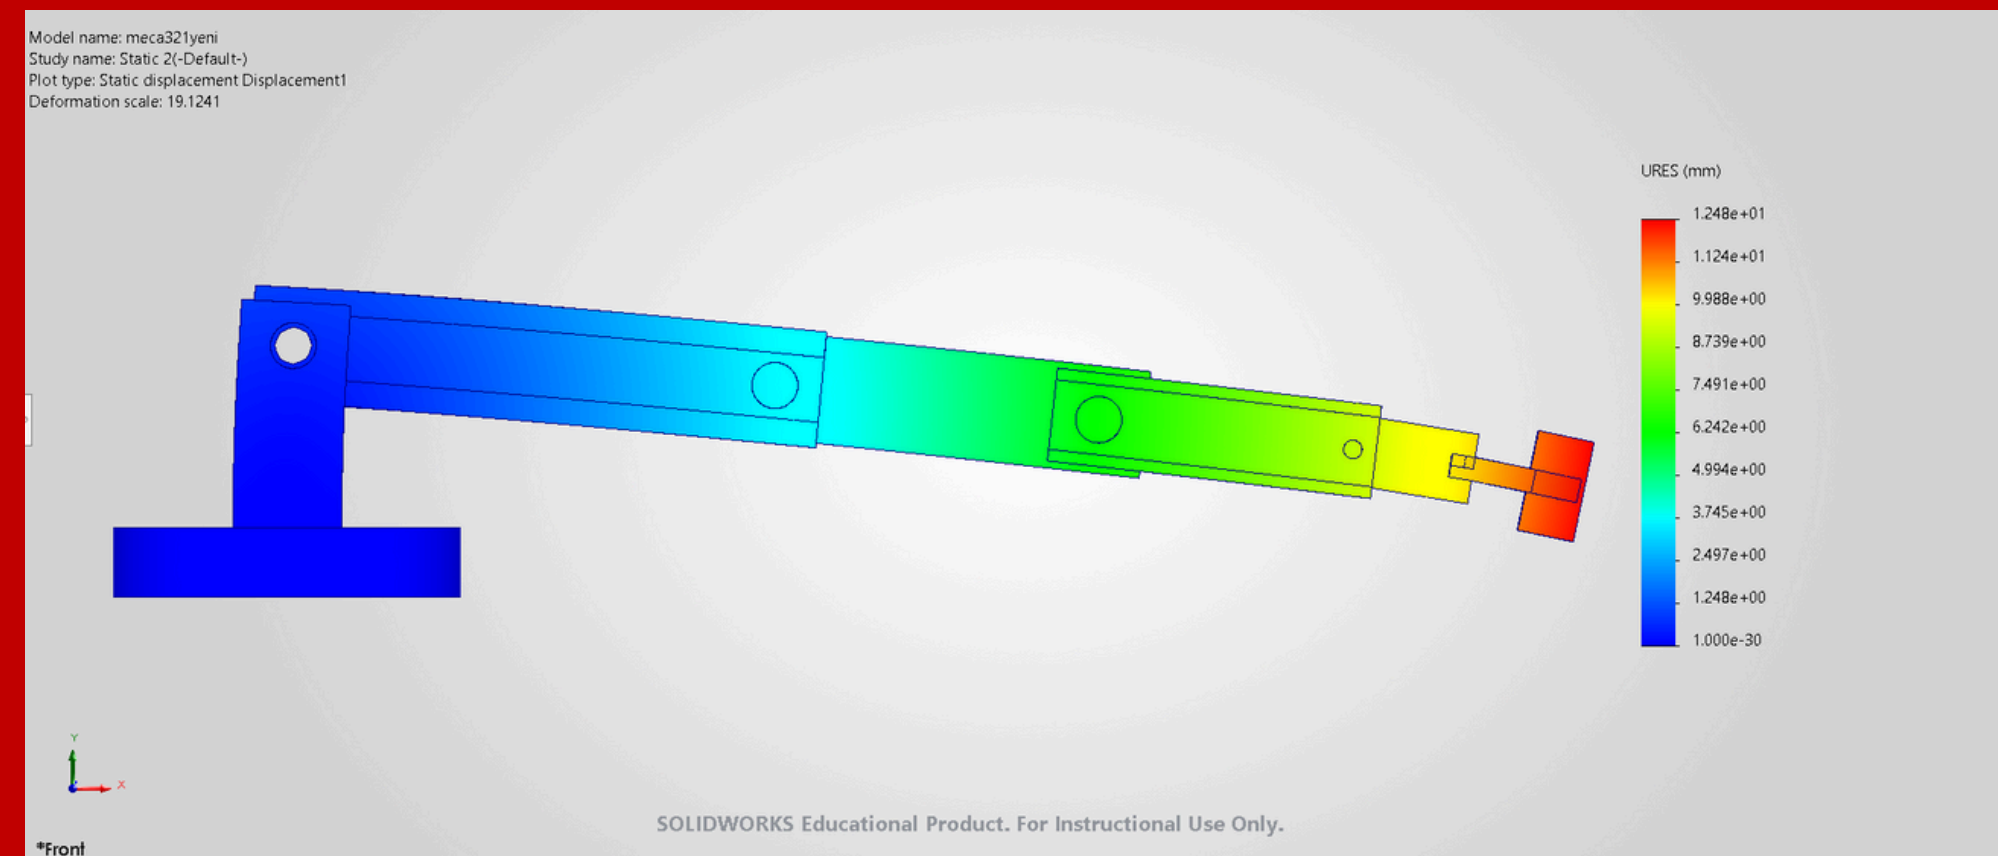 Model name: meca321yeni
Study name: Static 2(-Default-)
Plot type: Static displacement Displacement1
Deformation scale: 19.1241
URES (mm)
1.248e+01
1.124e+01
9.988e+00
8.739e+00
7.491e+00
6.242e+00
4.994e+00
3.745e+00
2.497e+00
1.248e+00
1.000e-30
Y
X
SOLIDWORKS Educational Product. For Instructional Use Only.
*Front